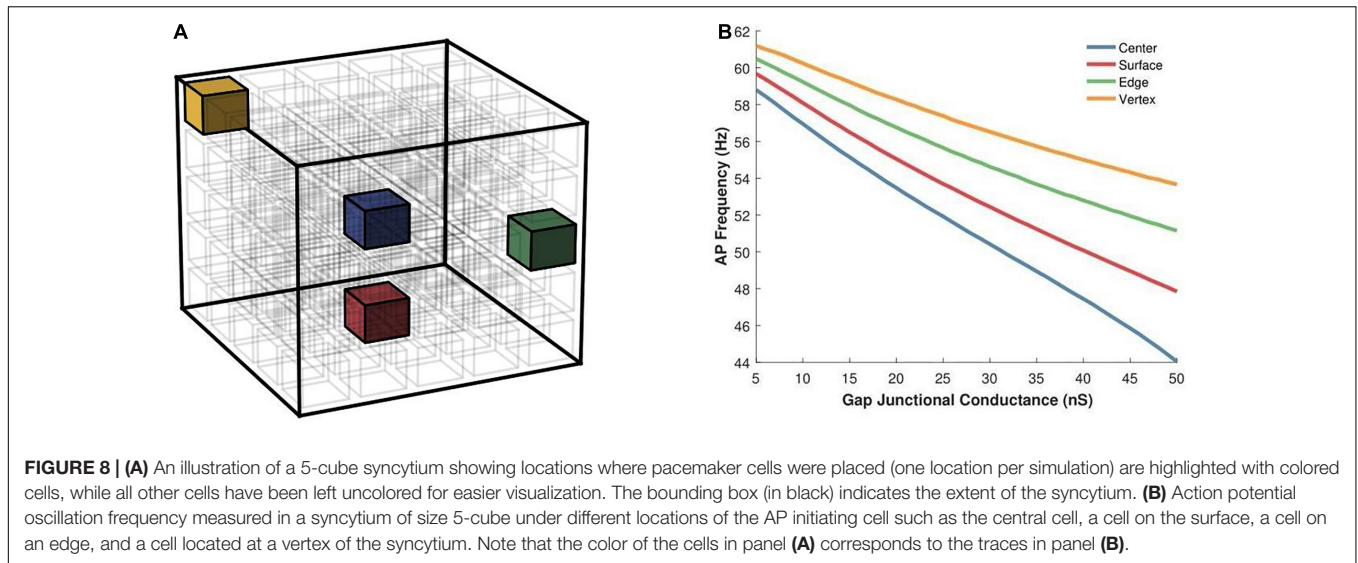 A
B
62
60
58
56
54
52
50
48
46
44
AP Frequency (Hz)
Center
Surface
Edge
Vertex
5 10 15 20 25 30 35 40 45 50
Gap Junctional Conductance (nS)
FIGURE 8 | (A) An illustration of a 5-cube syncytium showing locations where pacemaker cells were placed (one location per simulation) are highlighted with colored
cells, while all other cells have been left uncolored for easier visualization. The bounding box (in black) indicates the extent of the syncytium. (B) Action potential
oscillation frequency measured in a syncytium of size 5-cube under different locations of the AP initiating cell such as the central cell, a cell on the surface, a cell on
an edge, and a cell located at a vertex of the syncytium. Note that the color of the cells in panel (A) corresponds to the traces in panel (B).